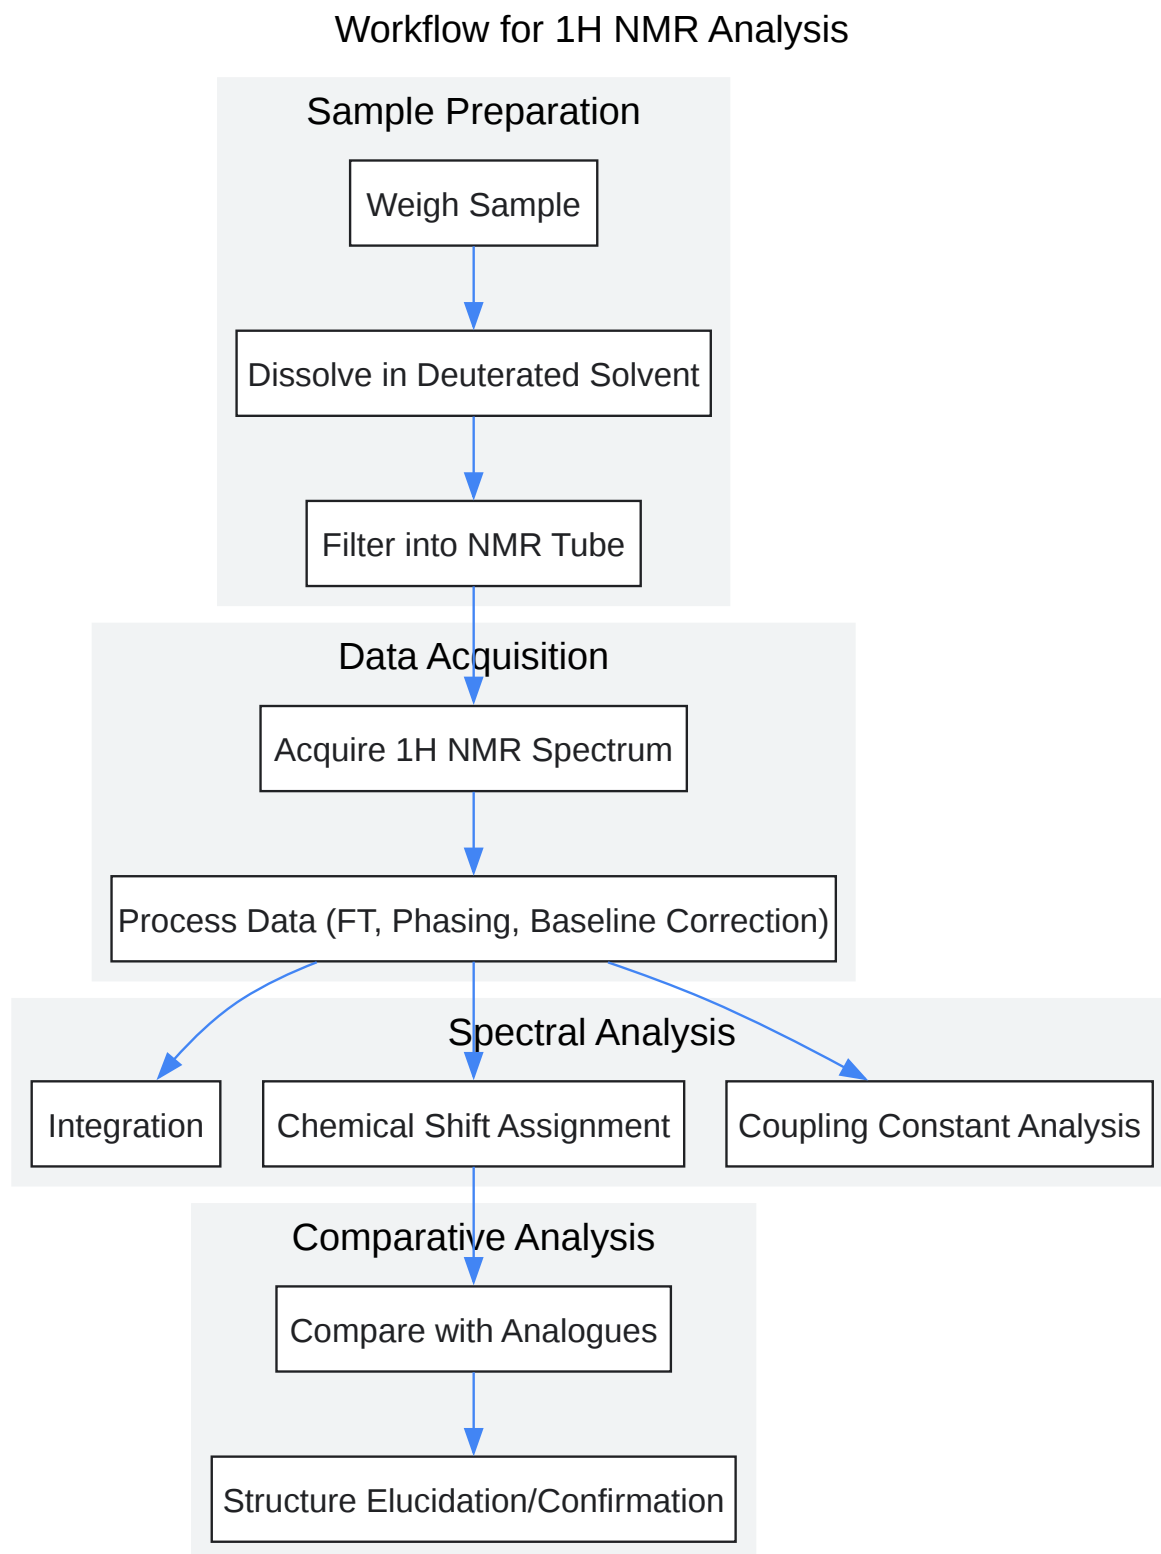 Workflow for 1H NMR Analysis
Sample Preparation
Weigh Sample
Dissolve in Deuterated Solvent
Filter into NMR Tube
Data Acquisition
Acquire 1H NMR Spectrum
Process Data (FT, Phasing, Baseline Correction)
Spectral Analysis
Integration
Chemical Shift Assignment
Coupling Constant Analysis
Comparative Analysis
Compare with Analogues
Structure Elucidation/Confirmation